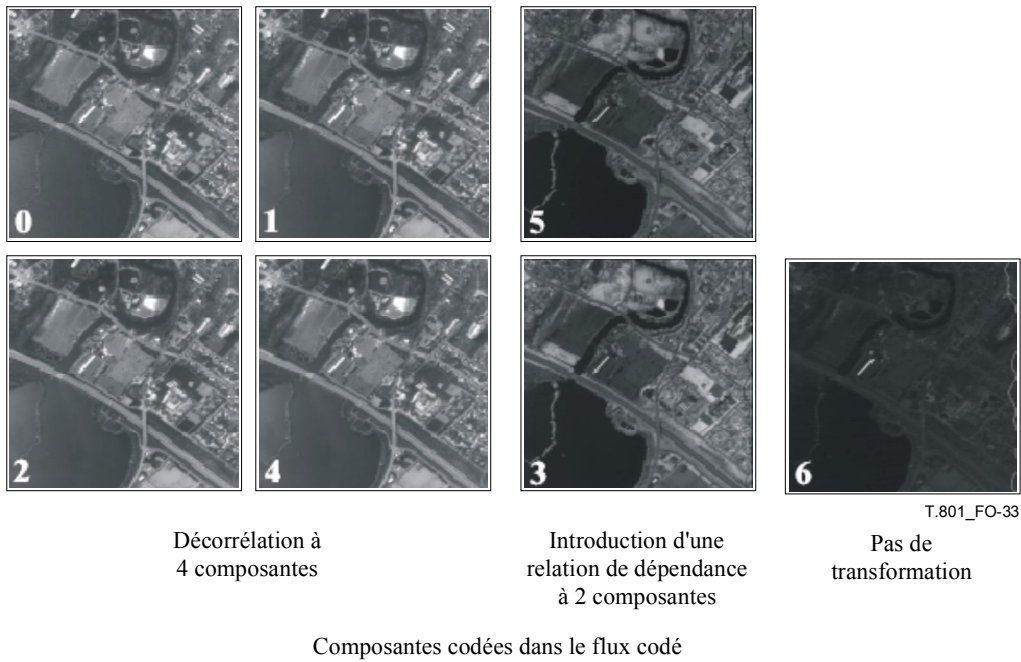 0
1
5
2
4
3
6
T.801_FO-33
Décorrélation à
4 composantes
Introduction d'une
relation de dépendance
à 2 composantes
Pas de
transformation
Composantes codées dans le flux codé